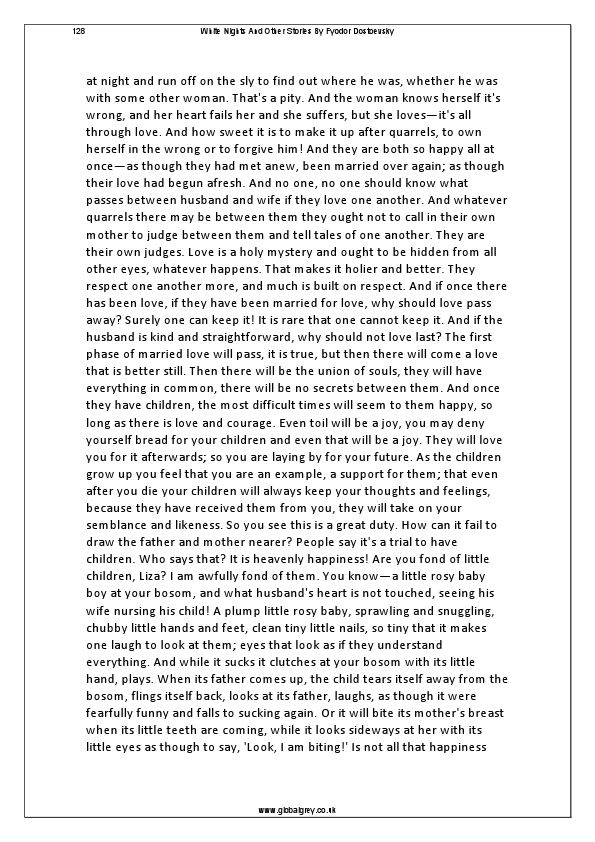 128 White Nights And Other Stories By Fyodor Dostoevsky
at night and run off on the sly to find out where he was, whether he was
with some other woman. That's a pity. And the woman knows herself it's
wrong, and her heart fails her and she suffers, but she loves—it's all
through love. And how sweet it is to make it up after quarrels, to own
herself in the wrong or to forgive him! And they are both so happy all at
once—as though they had met anew, been married over again; as though
their love had begun afresh. And no one, no one should know what
passes between husband and wife if they love one another. And whatever
quarrels there may be between them they ought not to call in their own
mother to judge between them and tell tales of one another. They are
their own judges. Love is a holy mystery and ought to be hidden from all
other eyes, whatever happens. That makes it holier and better. They
respect one another more, and much is built on respect. And if once there
has been love, if they have been married for love, why should love pass
away? Surely one can keep it! It is rare that one cannot keep it. And if the
husband is kind and straightforward, why should not love last? The first
phase of married love will pass, it is true, but then there will come a love
that is better still. Then there will be the union of souls, they will have
everything in common, there will be no secrets between them. And once
they have children, the most difficult times will seem to them happy, so
long as there is love and courage. Even toil will be a joy, you may deny
yourself bread for your children and even that will be a joy. They will love
you for it afterwards; so you are laying by for your future. As the children
grow up you feel that you are an example, a support for them; that even
after you die your children will always keep your thoughts and feelings,
because they have received them from you, they will take on your
semblance and likeness. So you see this is a great duty. How can it fail to
draw the father and mother nearer? People say it's a trial to have
children. Who says that? It is heavenly happiness! Are you fond of little
children, Liza? I am awfully fond of them. You know—a little rosy baby
boy at your bosom, and what husband's heart is not touched, seeing his
wife nursing his child! A plump little rosy baby, sprawling and snuggling,
chubby little hands and feet, clean tiny little nails, so tiny that it makes
one laugh to look at them; eyes that look as if they understand
everything. And while it sucks it clutches at your bosom with its little
hand, plays. When its father comes up, the child tears itself away from the
bosom, flings itself back, looks at its father, laughs, as though it were
fearfully funny and falls to sucking again. Or it will bite its mother's breast
when its little teeth are coming, while it looks sideways at her with its
little eyes as though to say, 'Look, I am biting!' Is not all that happiness
www.globalgrey.co.uk